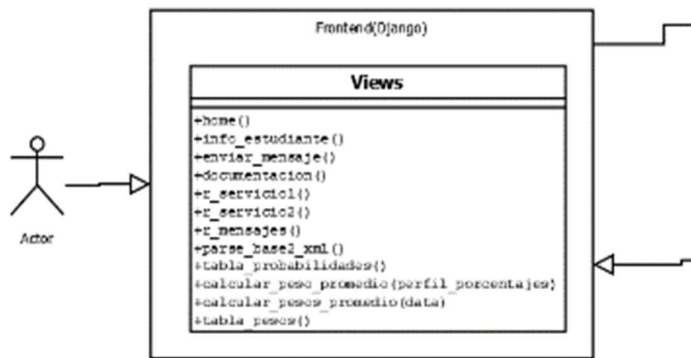 Frontend(Django)
Views
+home()
+info_estudiante()
+enviar_mensaje()
+documentacion()
+r_servicio1()
+r_servicio2()
+r_mensajes()
+parse_base2_xml()
+tabla_probabilidades()
+calcular_peso_promedio(perfil_porcentajes)
+calcular_pesos_promedio(data)
+tabla_pesos()
Actor